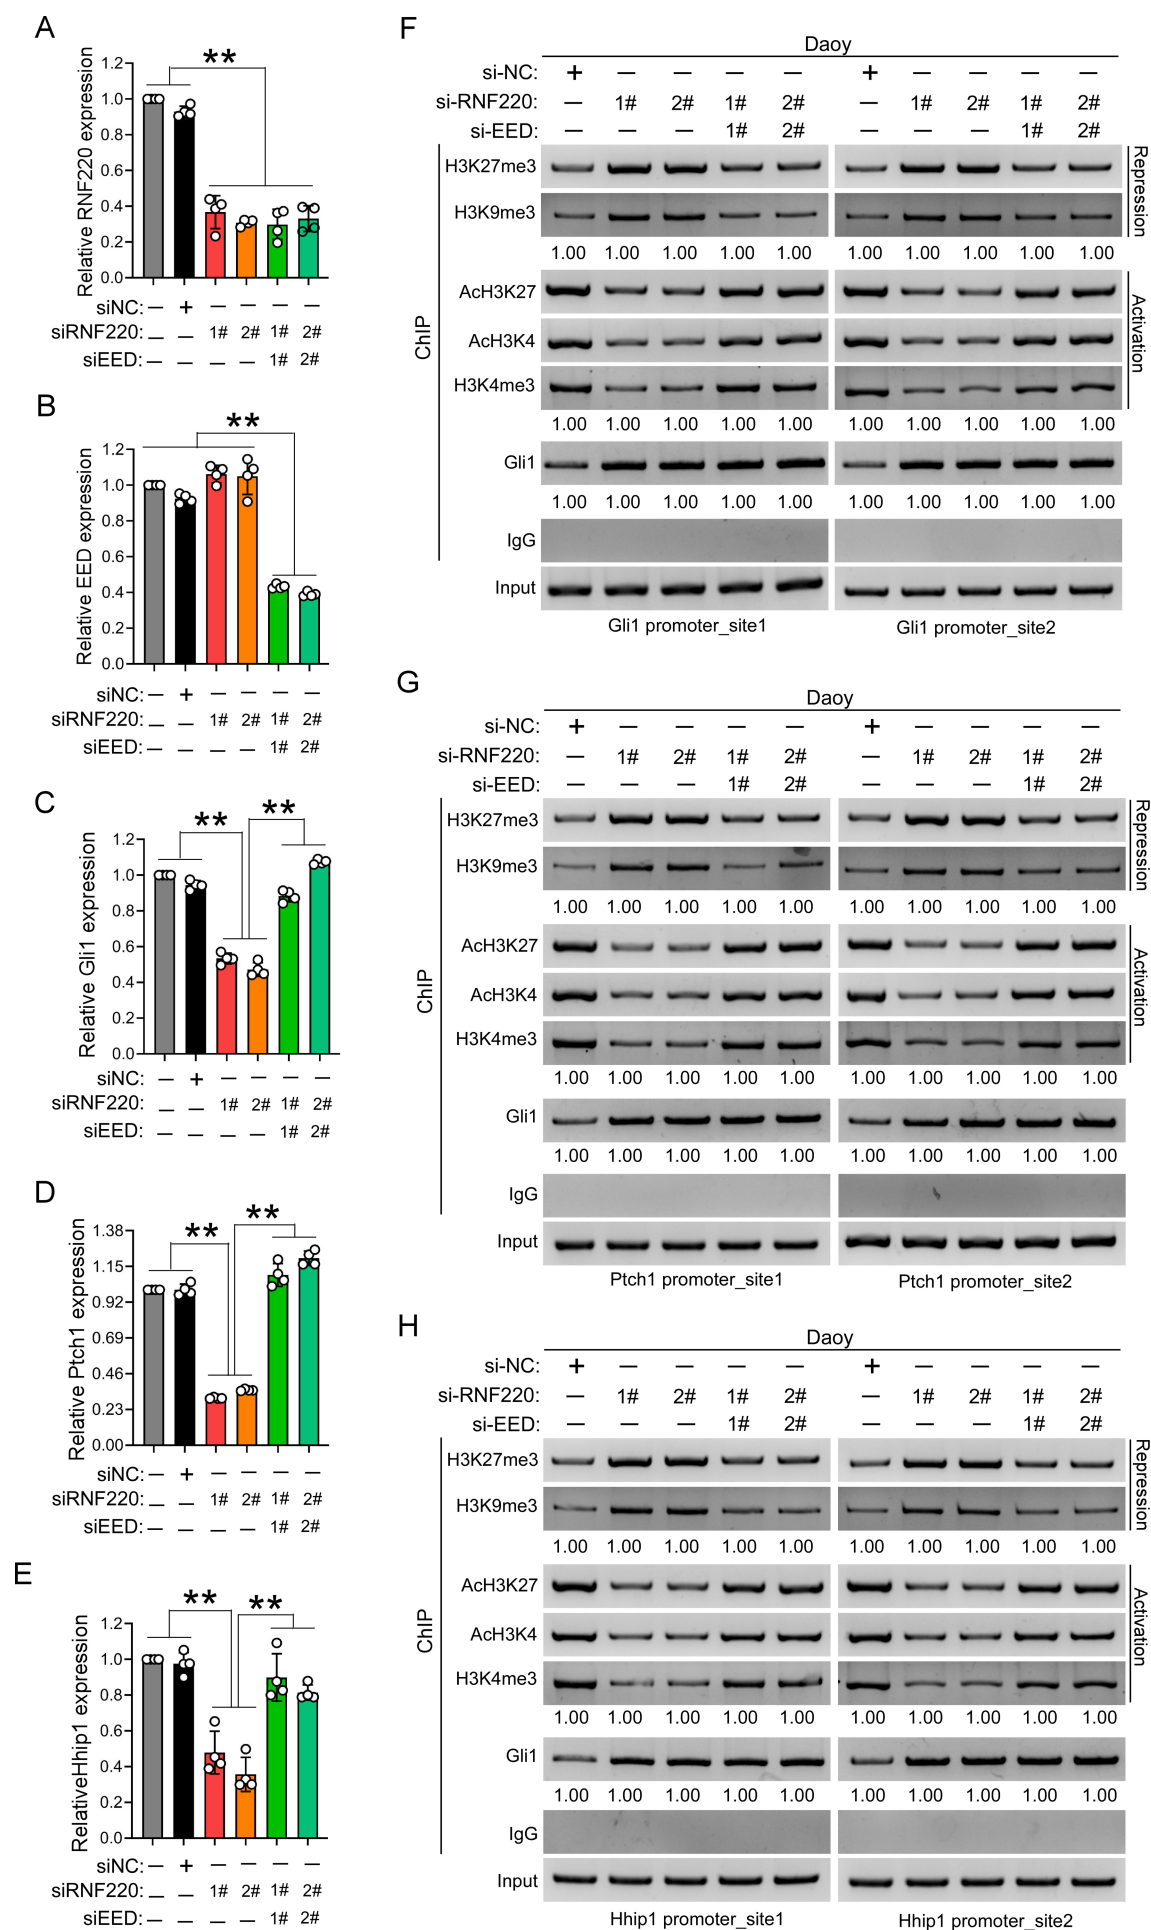 A
Relative RNF220 expression
**
1.2
1.0
0.8
0.6
0.4
0.2
0.0
siNC: — + — — — —
siRNF220: — — 1# 2# 1# 2#
siEED: — — — — 1# 2#
B
Relative EED expression
**
1.2
1.0
0.8
0.6
0.4
0.2
0.0
siNC: — + — — — —
siRNF220: — — 1# 2# 1# 2#
siEED: — — — — 1# 2#
C
Relative Gli1 expression
** **
1.2
1.0
0.8
0.6
0.4
0.2
0.0
siNC: — + — — — —
siRNF220: — — 1# 2# 1# 2#
siEED: — — — — 1# 2#
D
Relative Ptch1 expression
** **
1.38
1.15
0.92
0.69
0.46
0.23
0.00
siNC: — + — — — —
siRNF220: — — 1# 2# 1# 2#
siEED: — — — — 1# 2#
E
RelativeHhip1 expression
** **
1.2
1.0
0.8
0.6
0.4
0.2
0.0
siNC: — + — — — —
siRNF220: — — 1# 2# 1# 2#
siEED: — — — — 1# 2#
F
Daoy
si-NC: + — — — — + — — — —
si-RNF220: — 1# 2# 1# 2# — 1# 2# 1# 2#
si-EED: — — — 1# 2# — — — 1# 2#
ChIP
H3K27me3
H3K9me3
Repression
1.00 1.00 1.00 1.00 1.00 1.00 1.00 1.00 1.00 1.00
AcH3K27
AcH3K4
H3K4me3
Activation
1.00 1.00 1.00 1.00 1.00 1.00 1.00 1.00 1.00 1.00
Gli1
1.00 1.00 1.00 1.00 1.00 1.00 1.00 1.00 1.00 1.00
IgG
Input
Gli1 promoter_site1 Gli1 promoter_site2
G
Daoy
si-NC: + — — — — + — — — —
si-RNF220: — 1# 2# 1# 2# — 1# 2# 1# 2#
si-EED: — — — 1# 2# — — — 1# 2#
ChIP
H3K27me3
H3K9me3
Repression
1.00 1.00 1.00 1.00 1.00 1.00 1.00 1.00 1.00 1.00
AcH3K27
AcH3K4
H3K4me3
Activation
1.00 1.00 1.00 1.00 1.00 1.00 1.00 1.00 1.00 1.00
Gli1
1.00 1.00 1.00 1.00 1.00 1.00 1.00 1.00 1.00 1.00
IgG
Input
Ptch1 promoter_site1 Ptch1 promoter_site2
H
Daoy
si-NC: + — — — — + — — — —
si-RNF220: — 1# 2# 1# 2# — 1# 2# 1# 2#
si-EED: — — — 1# 2# — — — 1# 2#
ChIP
H3K27me3
H3K9me3
Repression
1.00 1.00 1.00 1.00 1.00 1.00 1.00 1.00 1.00 1.00
AcH3K27
AcH3K4
H3K4me3
Activation
1.00 1.00 1.00 1.00 1.00 1.00 1.00 1.00 1.00 1.00
Gli1
1.00 1.00 1.00 1.00 1.00 1.00 1.00 1.00 1.00 1.00
IgG
Input
Hhip1 promoter_site1 Hhip1 promoter_site2